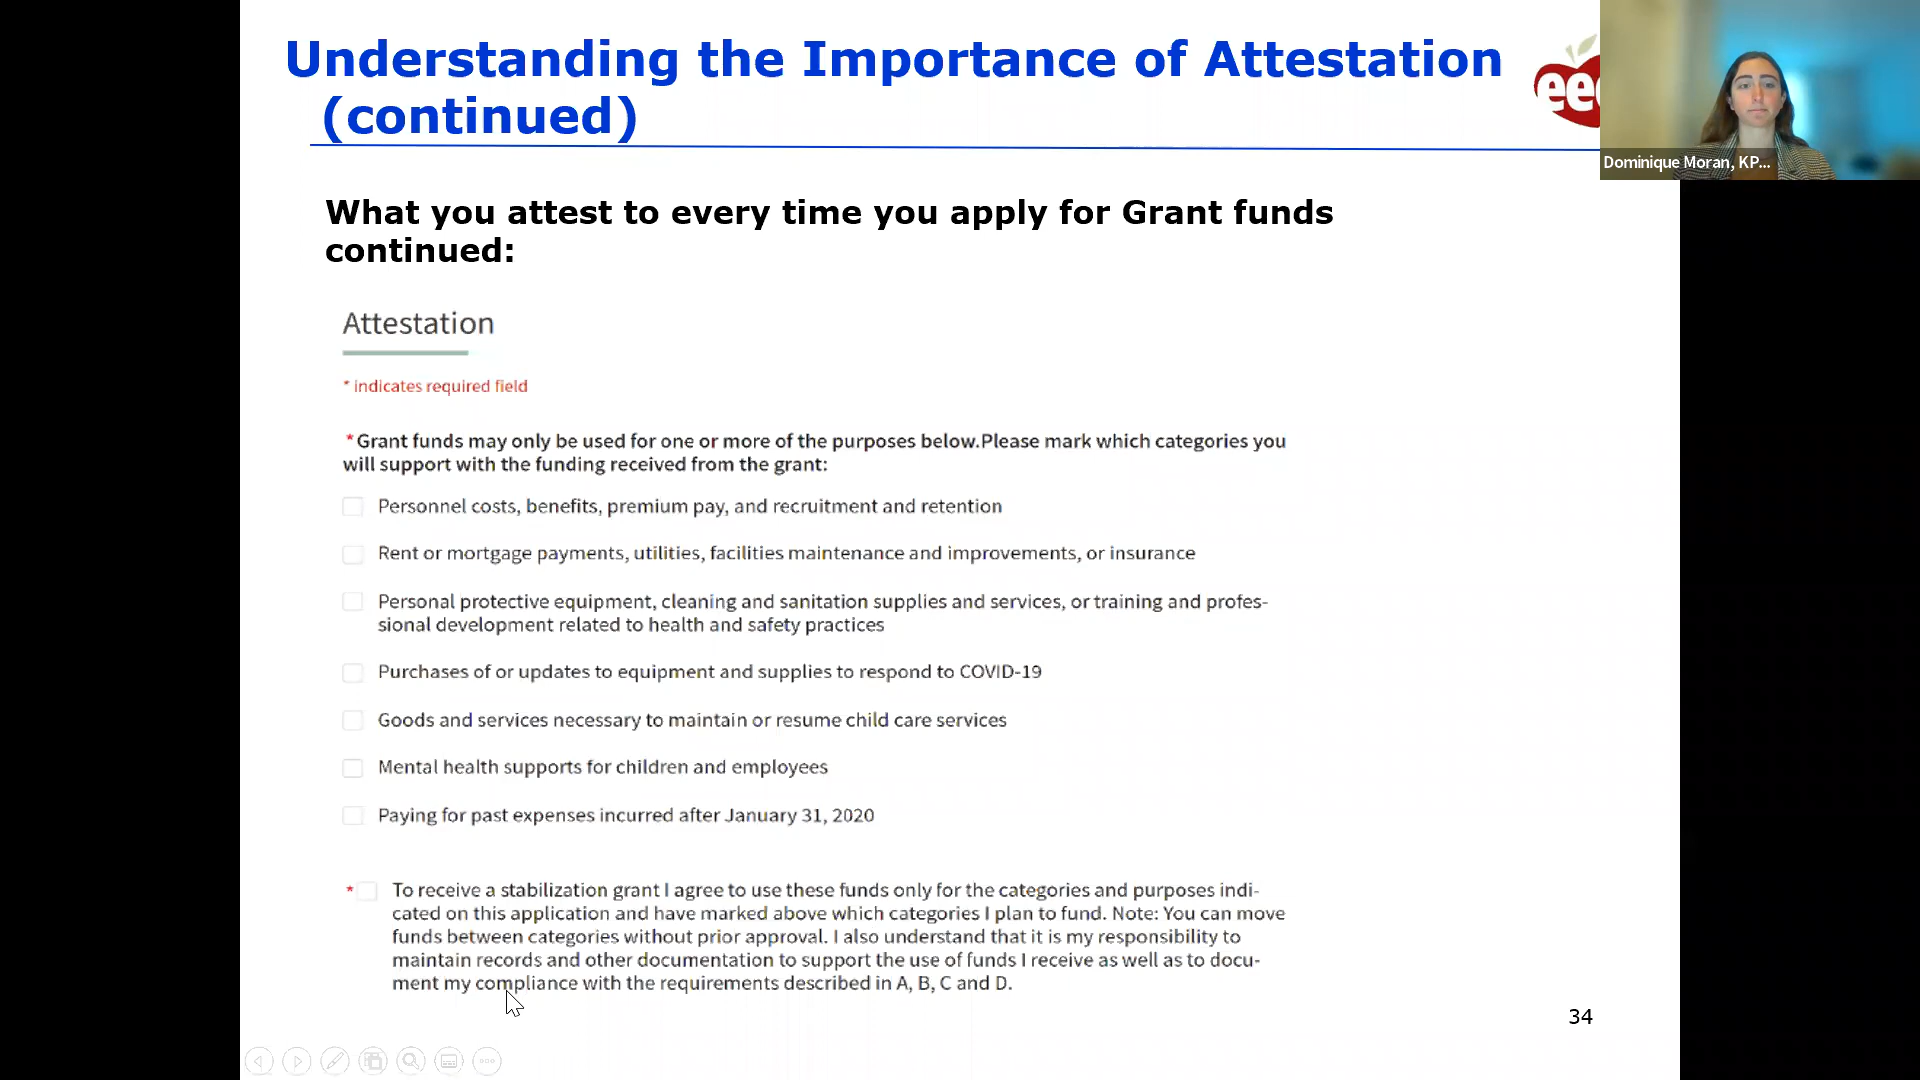 Understanding the Importance of Attestation
(continued)
Dominique Moran, KP...
What you attest to every time you apply for Grant funds
continued:
Attestation
* indicates required field
*Grant funds may only be used for one or more of the purposes below.Please mark which categories you
will support with the funding received from the grant:
Personnel costs, benefits, premium pay, and recruitment and retention
Rent or mortgage payments, utilities, facilities maintenance and improvements, or insurance
Personal protective equipment, cleaning and sanitation supplies and services, or training and profes-
sional development related to health and safety practices
Purchases of or updates to equipment and supplies to respond to COVID-19
Goods and services necessary to maintain or resume child care services
Mental health supports for children and employees
Paying for past expenses incurred after January 31, 2020
* To receive a stabilization grant I agree to use these funds only for the categories and purposes indi-
cated on this application and have marked above which categories I plan to fund. Note: You can move
funds between categories without prior approval. I also understand that it is my responsibility to
maintain records and other documentation to support the use of funds I receive as well as to docu-
ment my compliance with the requirements described in A, B, C and D.
34